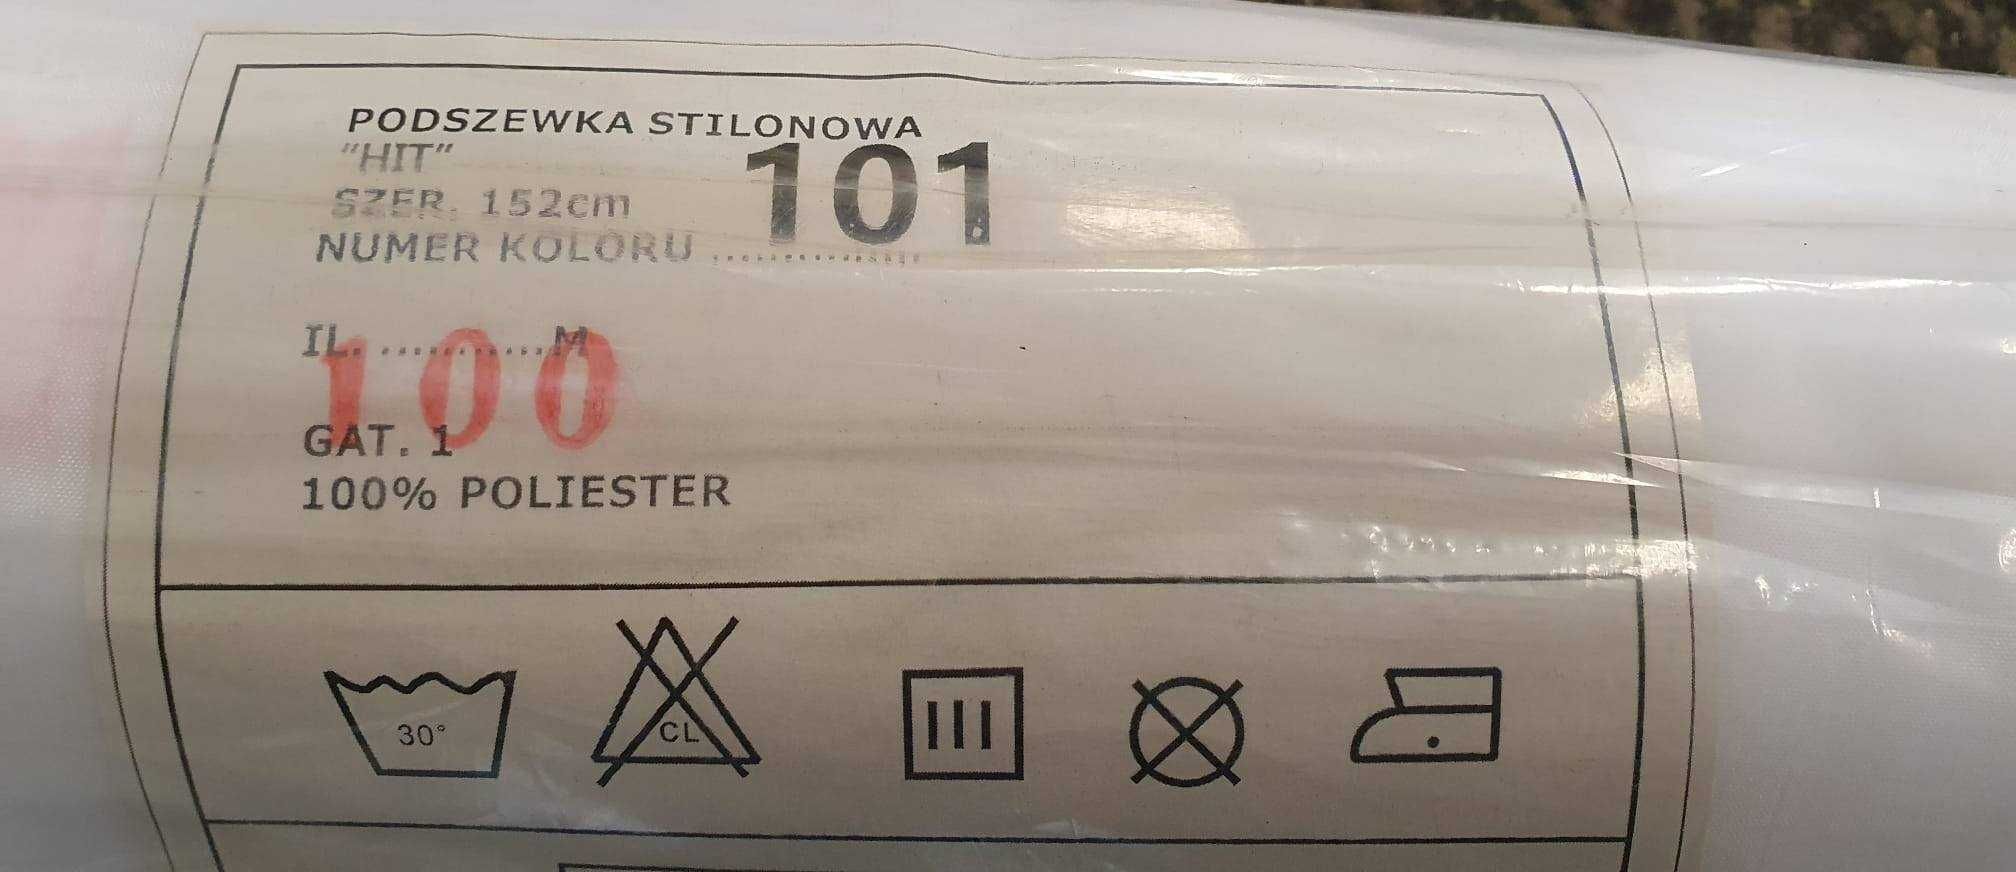 PODSZEWKA STILONOWA
"HIT"
SZER. 152cm
NUMER KOLORU .............. 101
IL. ............M
100
GAT. 1
100% POLIESTER
30°
CL